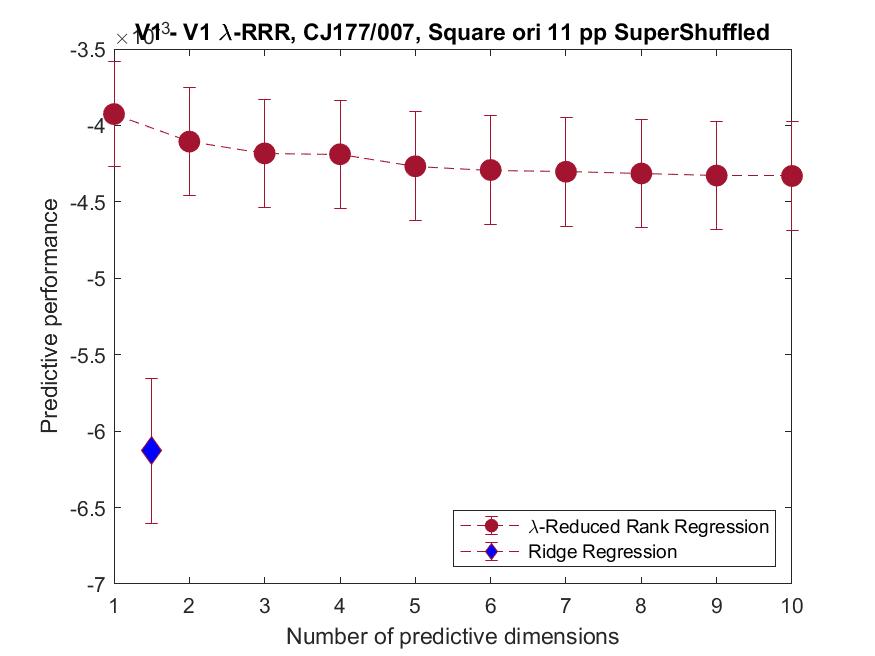 V1 - V1 λ-RRR, CJ177/007, Square ori 11 pp SuperShuffled
-3.5
-4
-4.5
-5
-5.5
-6
-6.5
-7
Predictive performance
λ-Reduced Rank Regression
Ridge Regression
1 2 3 4 5 6 7 8 9 10
Number of predictive dimensions